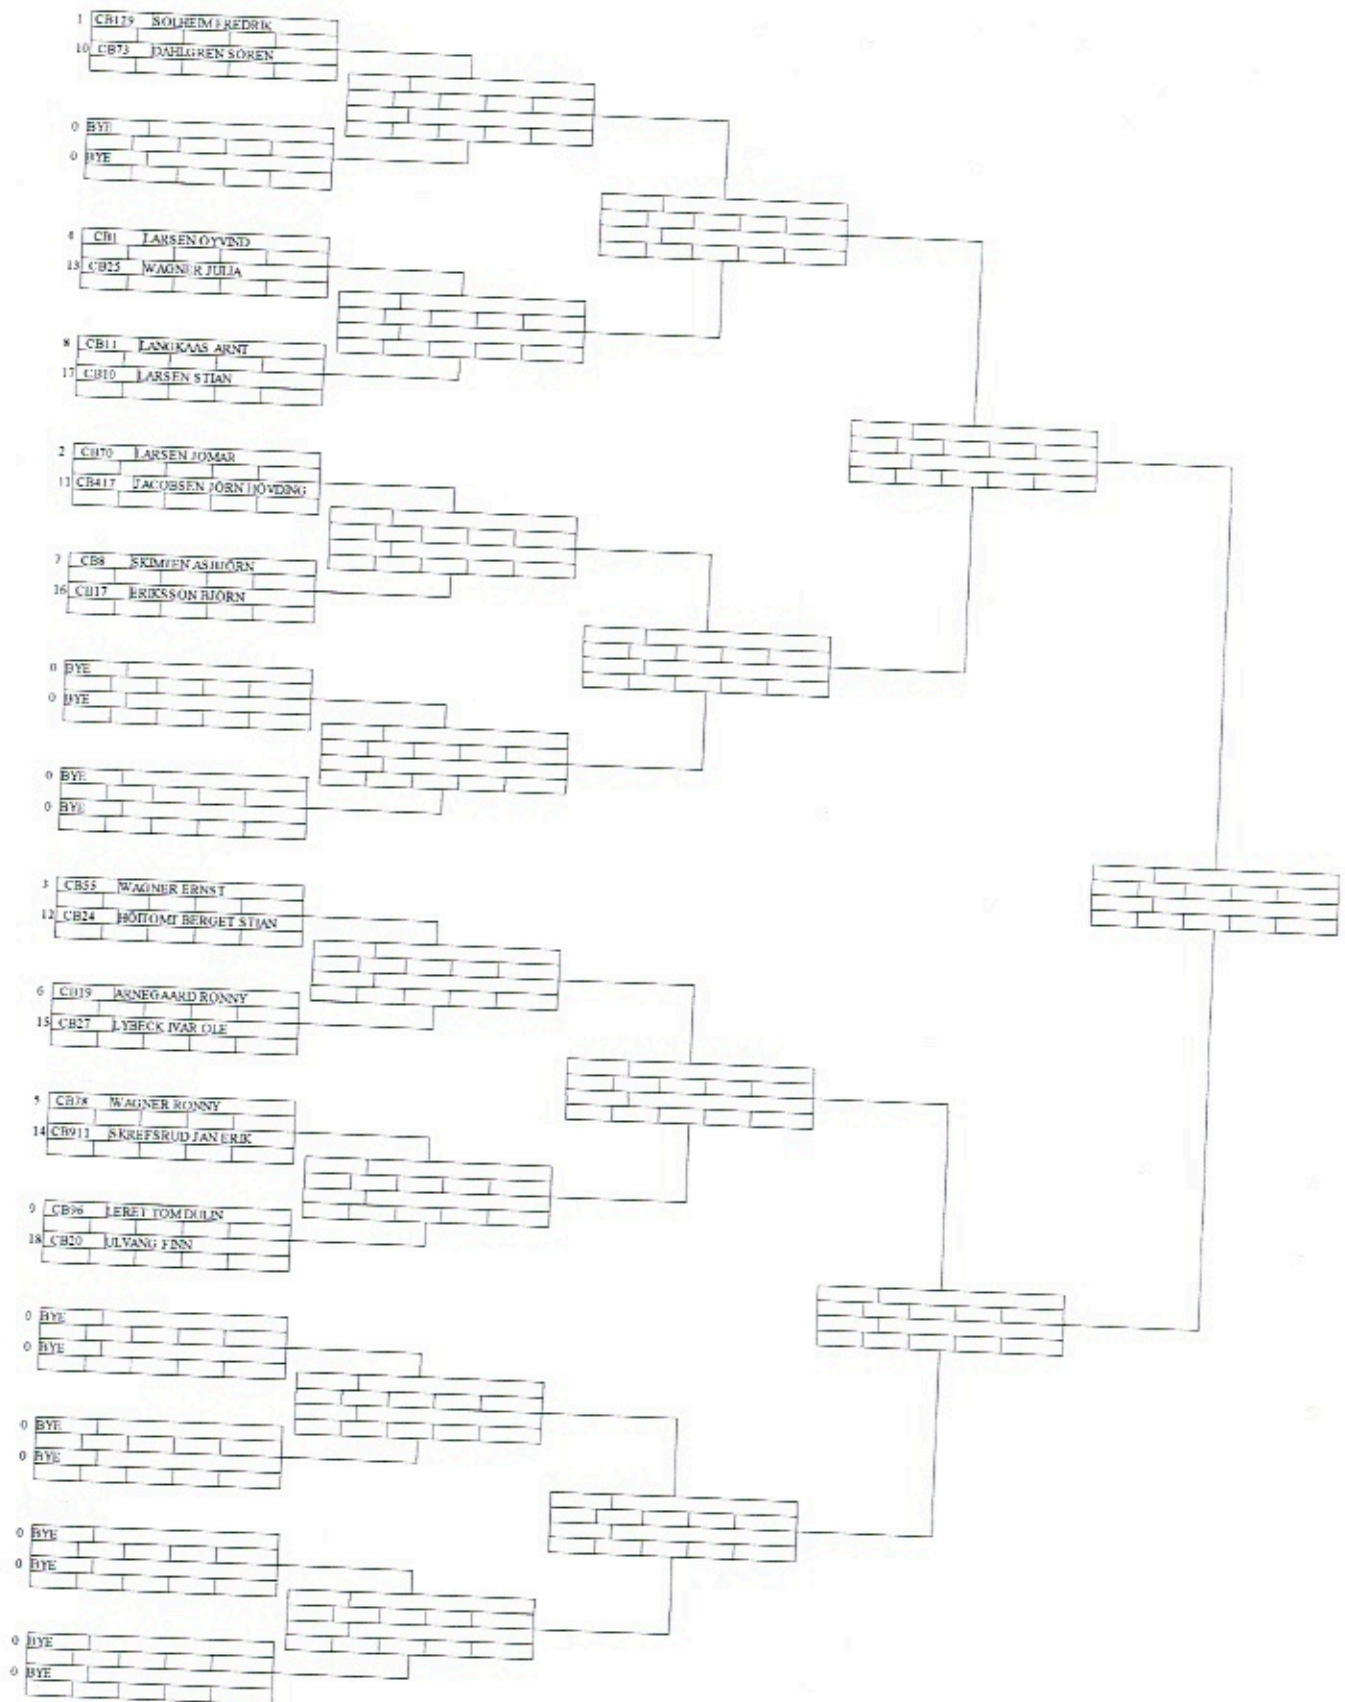 1 CB129 SOLHEIM FREDRIK
10 CB73 DAHLGREN SÖREN
0 BYE
0 BYE
4 CB1 LARSEN ÖYVIND
13 CB25 WAGNER JULIA
8 CB11 LANGKAAS ARNT
17 CB10 LARSEN STIAN
2 CB70 LARSEN JOMAR
11 CB417 JACOBSEN JÖRN HÖVDING
7 CB8 SKIMTEN ASBJÖRN
16 CB17 ERIKSSON BJÖRN
0 BYE
0 BYE
0 BYE
0 BYE
3 CB55 WAGNER ERNST
12 CB24 BERGET STIAN
6 CB19 ARNEGAARD RONNY
15 CB27 LYBECK IVAR OLE
5 CB78 WAGNER RONNY
14 CB911 SKREFSRUD JAN ERIK
9 CB96 LERET TOM DULIN
18 CB20 ULVANG FINN
0 BYE
0 BYE
0 BYE
0 BYE
0 BYE
0 BYE
0 BYE
0 BYE